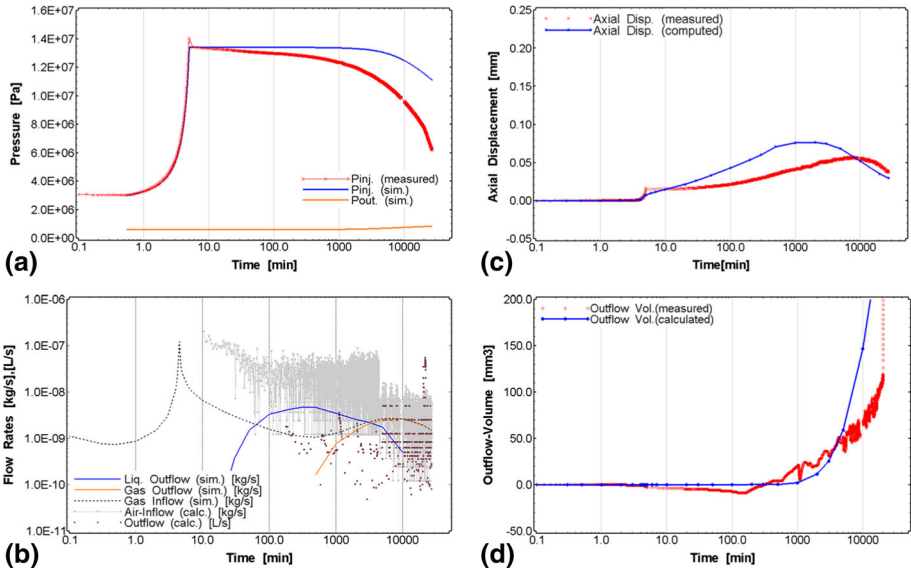 1.6E+07
1.4E+07
1.2E+07
1.0E+07
8.0E+06
6.0E+06
4.0E+06
2.0E+06
0.0E+00
Pressure [Pa]
Pinj. (measured)
Pinj. (sim.)
Pout. (sim.)
0.1 1.0 10.0 100.0 1000 10000
Time [min]
(a)
0.25
0.20
0.15
0.10
0.05
0.00
-0.05
Axial Displacement [mm]
Axial Disp. (measured)
Axial Disp. (computed)
0.1 1.0 10.0 100.0 1000 10000
Time[min]
(c)
1.0E-06
1.0E-07
1.0E-08
1.0E-09
1.0E-10
1.0E-11
Flow Rates [kg/s],[L/s]
Liq. Outflow (sim.) [kg/s]
Gas Outflow (sim.) [kg/s]
Gas Inflow (sim.) [kg/s]
Air-Inflow (calc.) [kg/s]
Outflow (calc.) [L/s]
0.1 1.0 10.0 100.0 1000 10000
Time [min]
(b)
200.0
150.0
100.0
50.0
0.0
50.0
Outflow-Volume [mm3]
Outflow Vol.(measured)
Outflow Vol.(calculated)
0.1 1.0 10.0 100.0 1000 10000
Time [min]
(d)